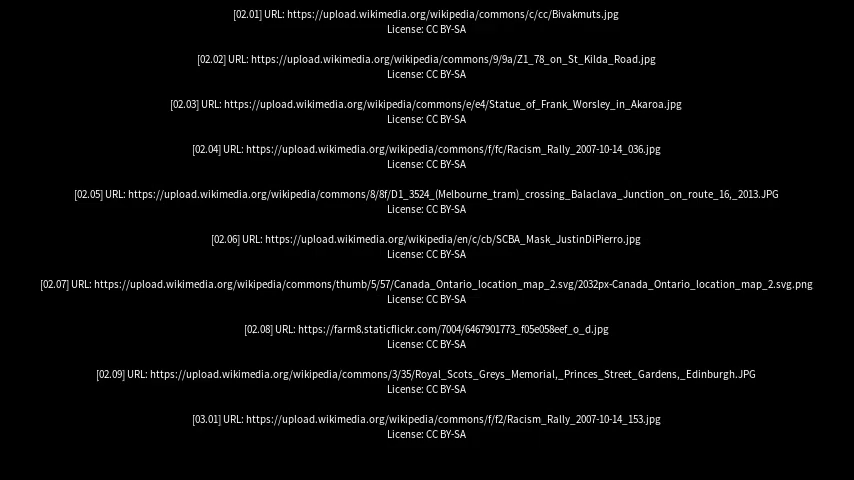 [02.01] URL: https://upload.wikimedia.org/wikipedia/commons/c/cc/Bivakmuts.jpg
License: CC BY-SA
[02.02] URL: https://upload.wikimedia.org/wikipedia/commons/9/9a/Z1_78_on_St_Kilda_Road.jpg
License: CC BY-SA
[02.03] URL: https://upload.wikimedia.org/wikipedia/commons/e/e4/Statue_of_Frank_Worsley_in_Akaroa.jpg
License: CC BY-SA
[02.04] URL: https://upload.wikimedia.org/wikipedia/commons/f/fc/Racism_Rally_2007-10-14_036.jpg
License: CC BY-SA
[02.05] URL: https://upload.wikimedia.org/wikipedia/commons/8/8f/D1_3524_(Melbourne_tram)_crossing_Balaclava_Junction_on_route_16,_2013.JPG
License: CC BY-SA
[02.06] URL: https://upload.wikimedia.org/wikipedia/en/c/cb/SCBA_Mask_JustinDiPierro.jpg
License: CC BY-SA
[02.07] URL: https://upload.wikimedia.org/wikipedia/commons/thumb/5/57/Canada_Ontario_location_map_2.svg/2032px-Canada_Ontario_location_map_2.svg.png
License: CC BY-SA
[02.08] URL: https://farm8.staticflickr.com/7004/6467901773_f05e058eef_o_d.jpg
License: CC BY-SA
[02.09] URL: https://upload.wikimedia.org/wikipedia/commons/3/35/Royal_Scots_Greys_Memorial,_Princes_Street_Gardens,_Edinburgh.JPG
License: CC BY-SA
[03.01] URL: https://upload.wikimedia.org/wikipedia/commons/f/f2/Racism_Rally_2007-10-14_153.jpg
License: CC BY-SA